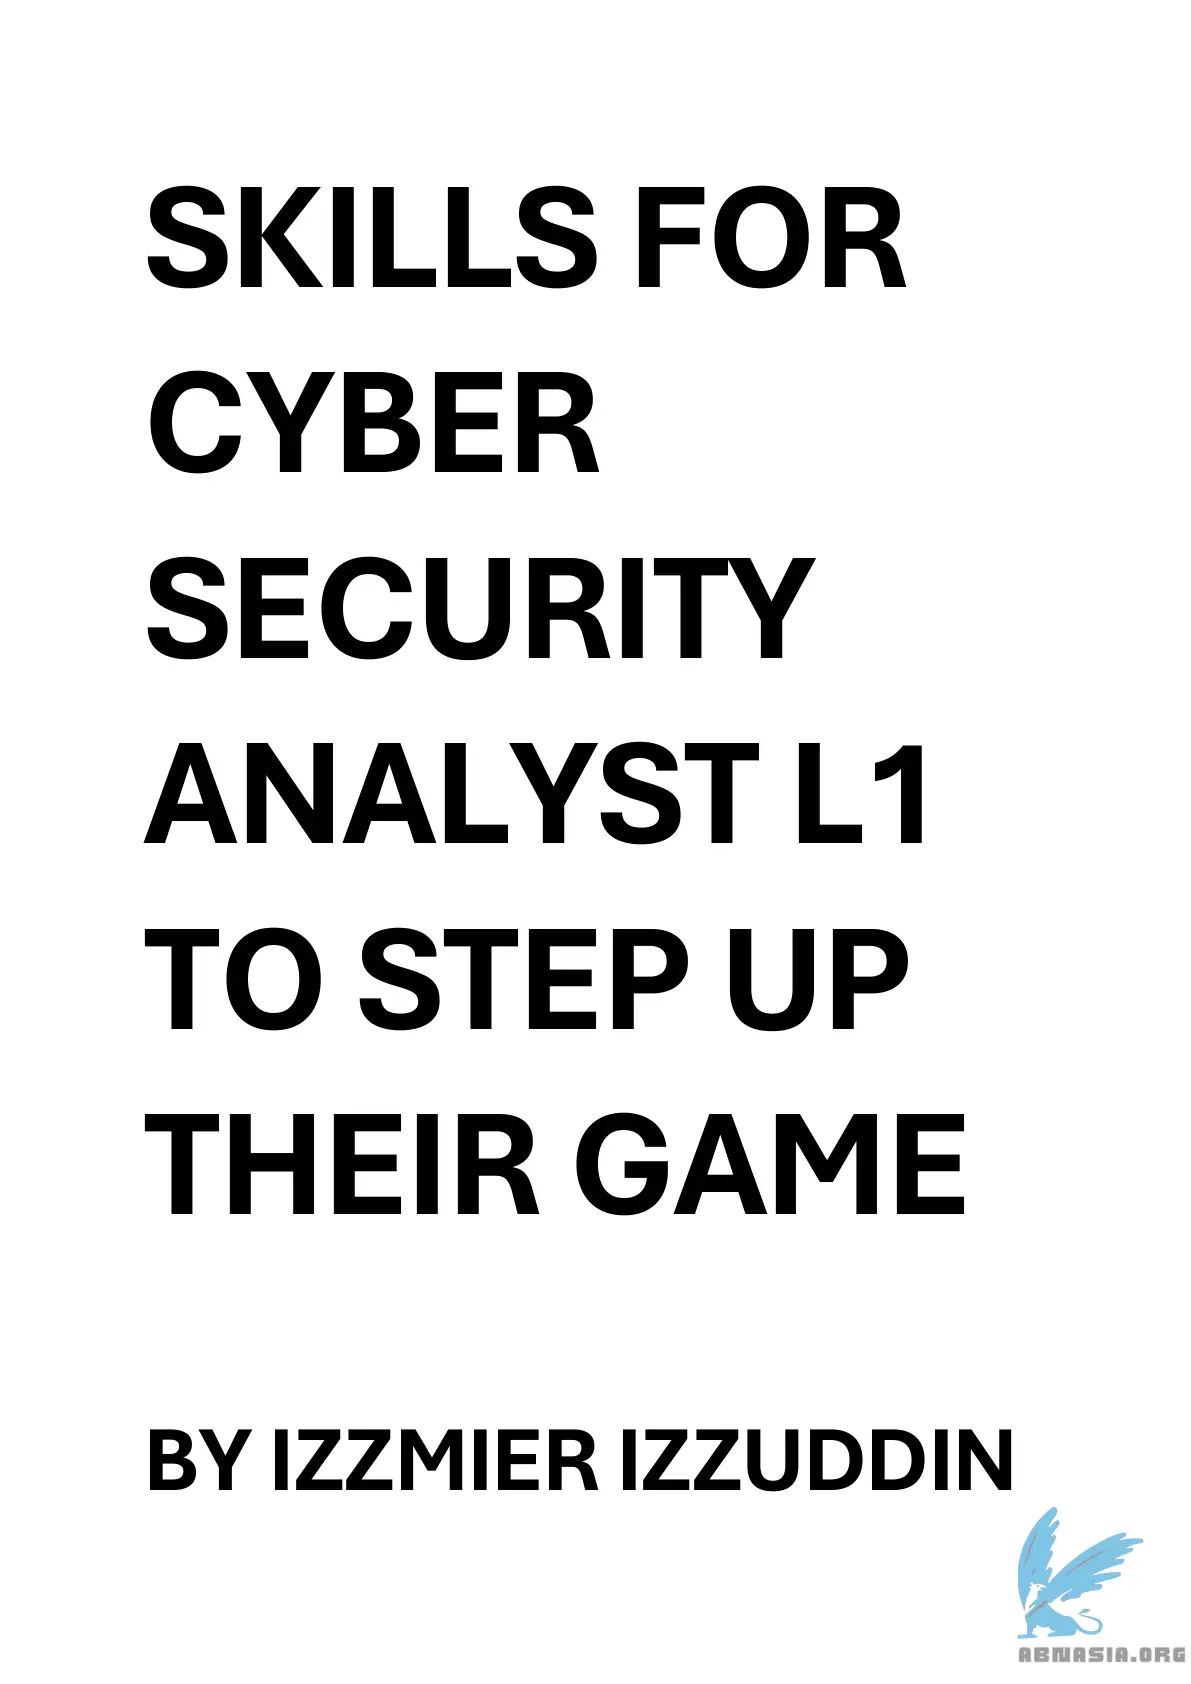 SKILLS FOR
CYBER
SECURITY
ANALYST L1
TO STEP UP
THEIR GAME
BY IZZMIER IZZUDDIN
ABNASIA.ORG